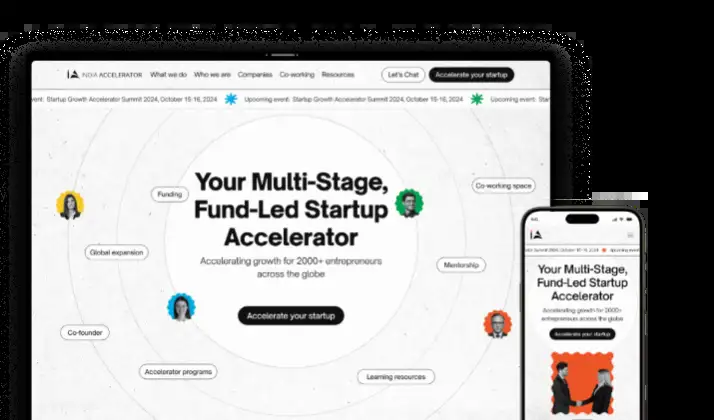 iA INDIA ACCELERATOR What we do Who we are Companies Co-working Resources Let's Chat Accelerate your startup
vent: Startup Growth Accelerator Summit 2024, October 15-16, 2024 Upcoming event: Startup Growth Accelerator Summit 2024, October 15-16, 2024 Upcoming event: Star
Funding
Co-working space
Your Multi-Stage,
Fund-Led Startup
Accelerator
Global expansion
Accelerating growth for 2000+ entrepreneurs
across the globe
Mentorship
Accelerate your startup
Co-founder
Accelerator programs
Learning resources
iA
Summit 2024, October 15-16, 2024 Upcoming event
Your Multi-Stage,
Fund-Led Startup
Accelerator
Accelerating growth for 2000+
entrepreneurs across the globe
Accelerate your startup